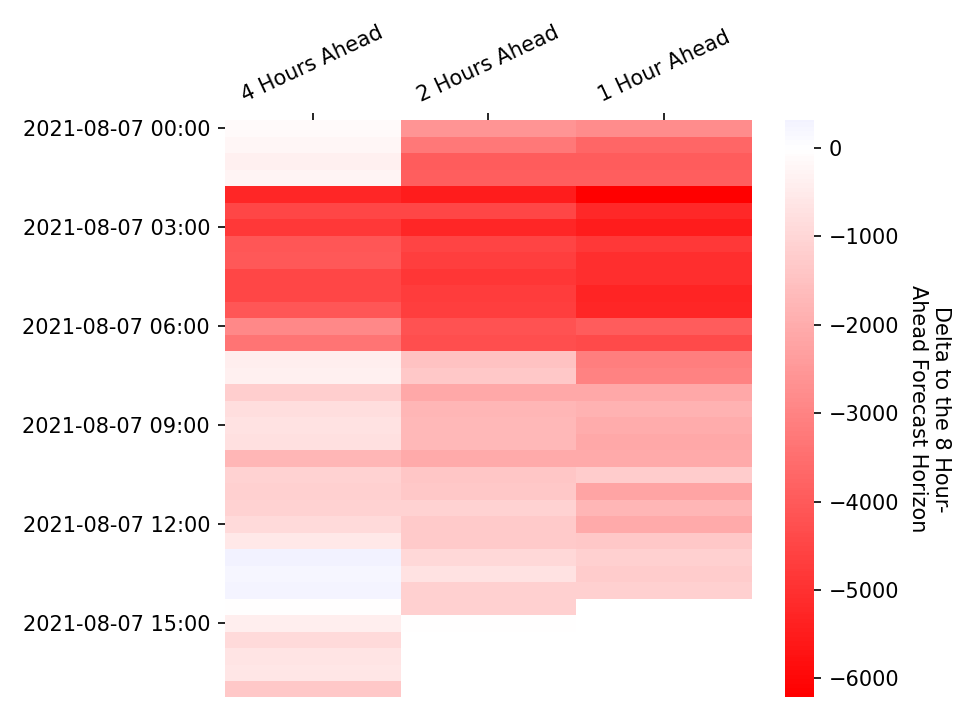 4 Hours Ahead
2 Hours Ahead
1 Hour Ahead
2021-08-07 00:00
2021-08-07 03:00
2021-08-07 06:00
2021-08-07 09:00
2021-08-07 12:00
2021-08-07 15:00
0
−1000
−2000
−3000
−4000
−5000
−6000
Delta to the 8 Hour-
Ahead Forecast Horizon